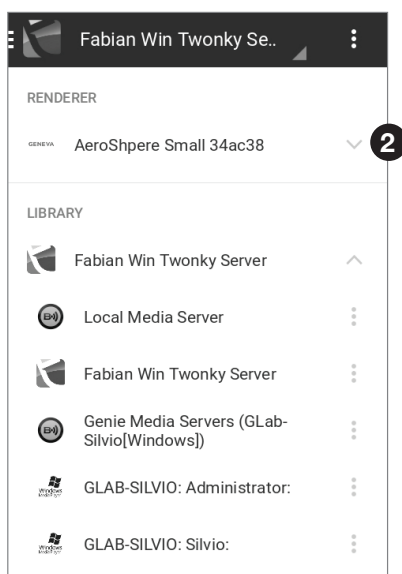 Fabian Win Twonky Se..
RENDERER
GENEVA
AeroShpere Small 34ac38
2
LIBRARY
Fabian Win Twonky Server
Local Media Server
Fabian Win Twonky Server
Genie Media Servers (GLab-
Silvio[Windows])
GLAB-SILVIO: Administrator:
GLAB-SILVIO: Silvio: